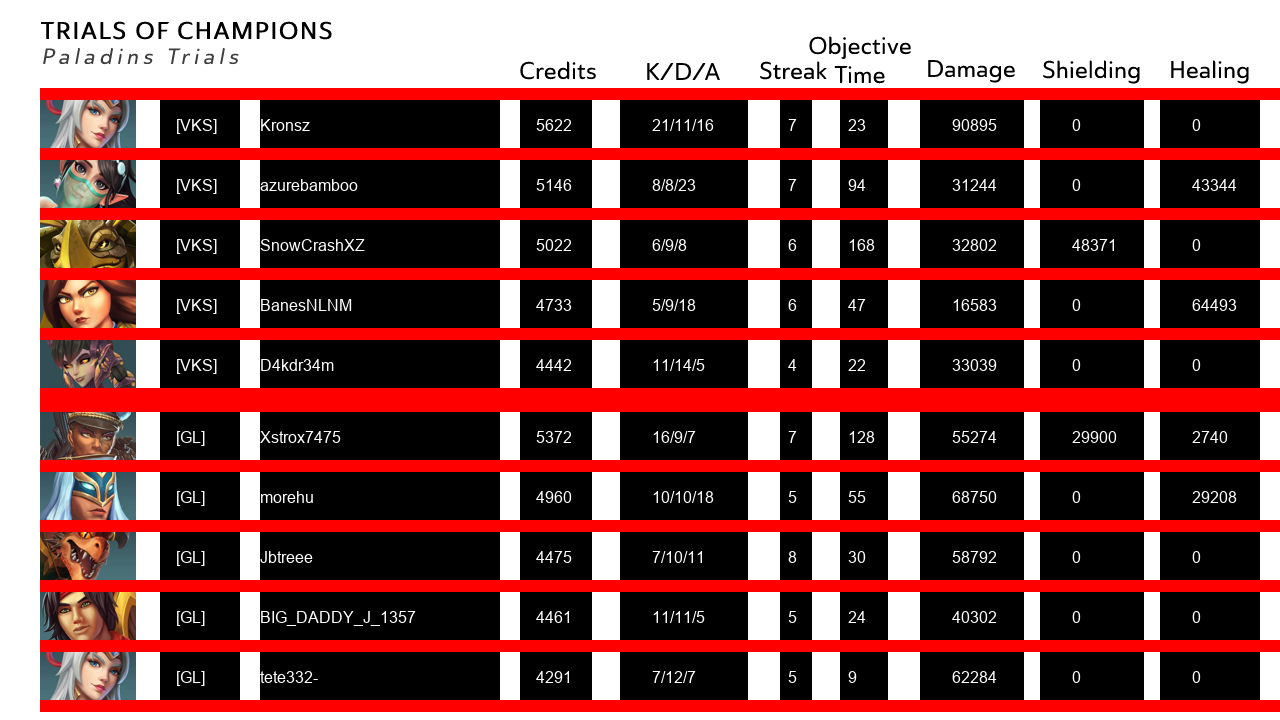 TRIALS OF CHAMPIONS
Paladins Trials
Credits K/D/A Streak Objective Time Damage Shielding Healing
[VKS] Kronsz 5622 21/11/16 7 23 90895 0 0
[VKS] azurebamboo 5146 8/8/23 7 94 31244 0 43344
[VKS] SnowCrashXZ 5022 6/9/8 6 168 32802 48371 0
[VKS] BanesNLNM 4733 5/9/18 6 47 16583 0 64493
[VKS] D4kdr34m 4442 11/14/5 4 22 33039 0 0
[GL] Xstrox7475 5372 16/9/7 7 128 55274 29900 2740
[GL] morehu 4960 10/10/18 5 55 68750 0 29208
[GL] Jbtreee 4475 7/10/11 8 30 58792 0 0
[GL] BIG_DADDY_J_1357 4461 11/11/5 5 24 40302 0 0
[GL] tete332- 4291 7/12/7 5 9 62284 0 0